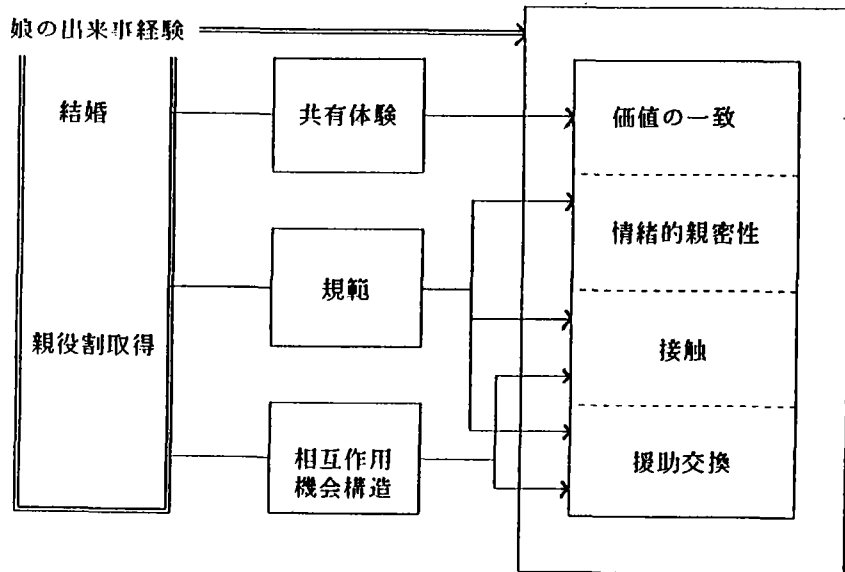 娘の出来事経験
結婚
親役割取得
共有体験
規範
相互作用
機会構造
価値の一致
情緒的親密性
接触
援助交換